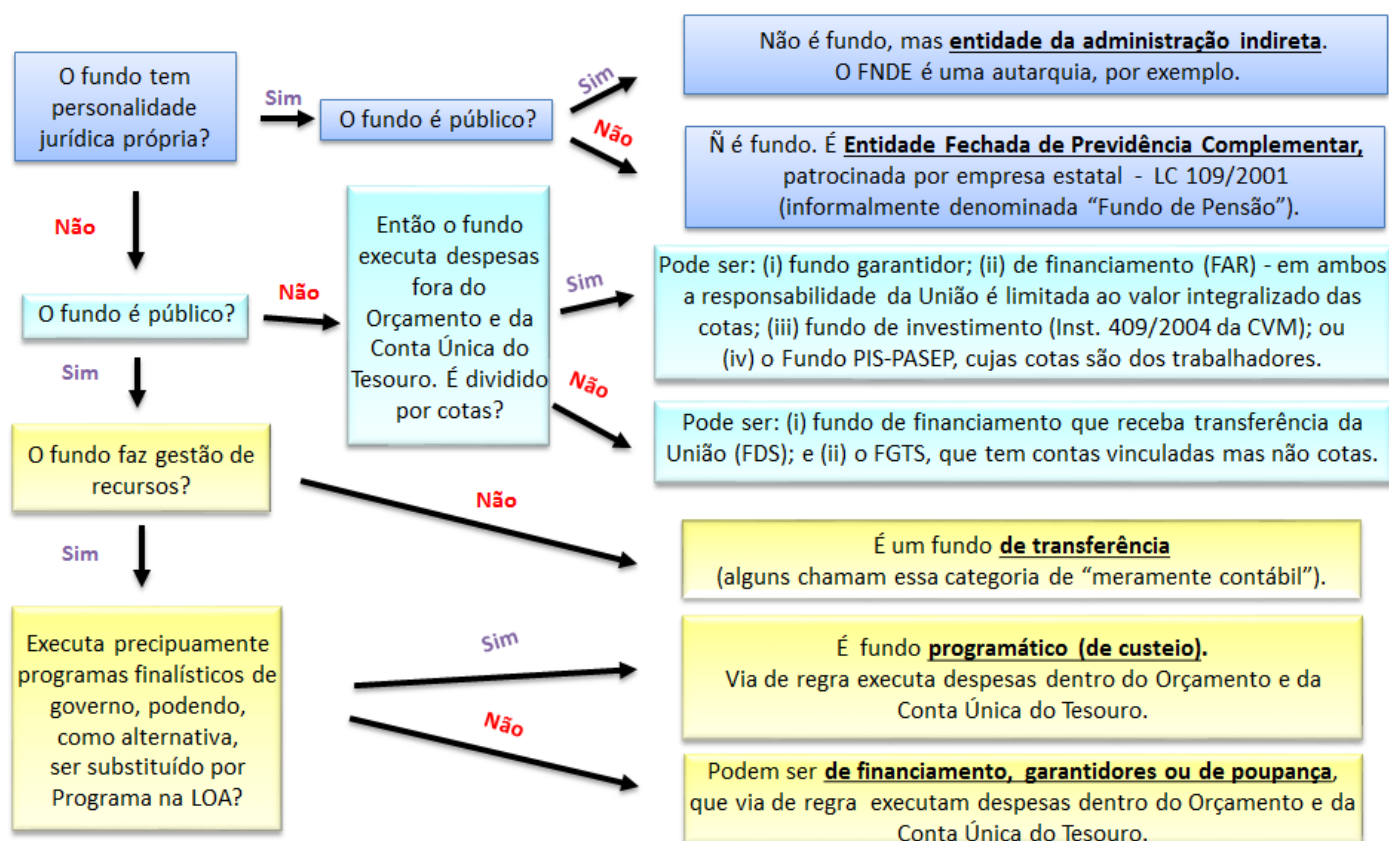 O fundo tem
personalidade
jurídica própria?
Sim
O fundo é público?
Sim
Não é fundo, mas entidade da administração indireta.
O FNDE é uma autarquia, por exemplo.
Não
Ñ é fundo. É Entidade Fechada de Previdência Complementar,
patrocinada por empresa estatal - LC 109/2001
(informalmente denominada “Fundo de Pensão”).
Não
O fundo é público?
Não
Então o fundo
executa despesas
fora do
Orçamento e da
Conta Única do
Tesouro. É dividido
por cotas?
Sim
Pode ser: (i) fundo garantidor; (ii) de financiamento (FAR) - em ambos
a responsabilidade da União é limitada ao valor integralizado das
cotas; (iii) fundo de investimento (Inst. 409/2004 da CVM); ou
(iv) o Fundo PIS-PASEP, cujas cotas são dos trabalhadores.
Não
Pode ser: (i) fundo de financiamento que receba transferência da
União (FDS); e (ii) o FGTS, que tem contas vinculadas mas não cotas.
Sim
O fundo faz gestão de
recursos?
Não
É um fundo de transferência
(alguns chamam essa categoria de “meramente contábil”).
Sim
Executa precipuamente
programas finalísticos de
governo, podendo,
como alternativa,
ser substituído por
Programa na LOA?
Sim
É fundo programático (de custeio).
Via de regra executa despesas dentro do Orçamento e da
Conta Única do Tesouro.
Não
Podem ser de financiamento, garantidores ou de poupança,
que via de regra executam despesas dentro do Orçamento e da
Conta Única do Tesouro.